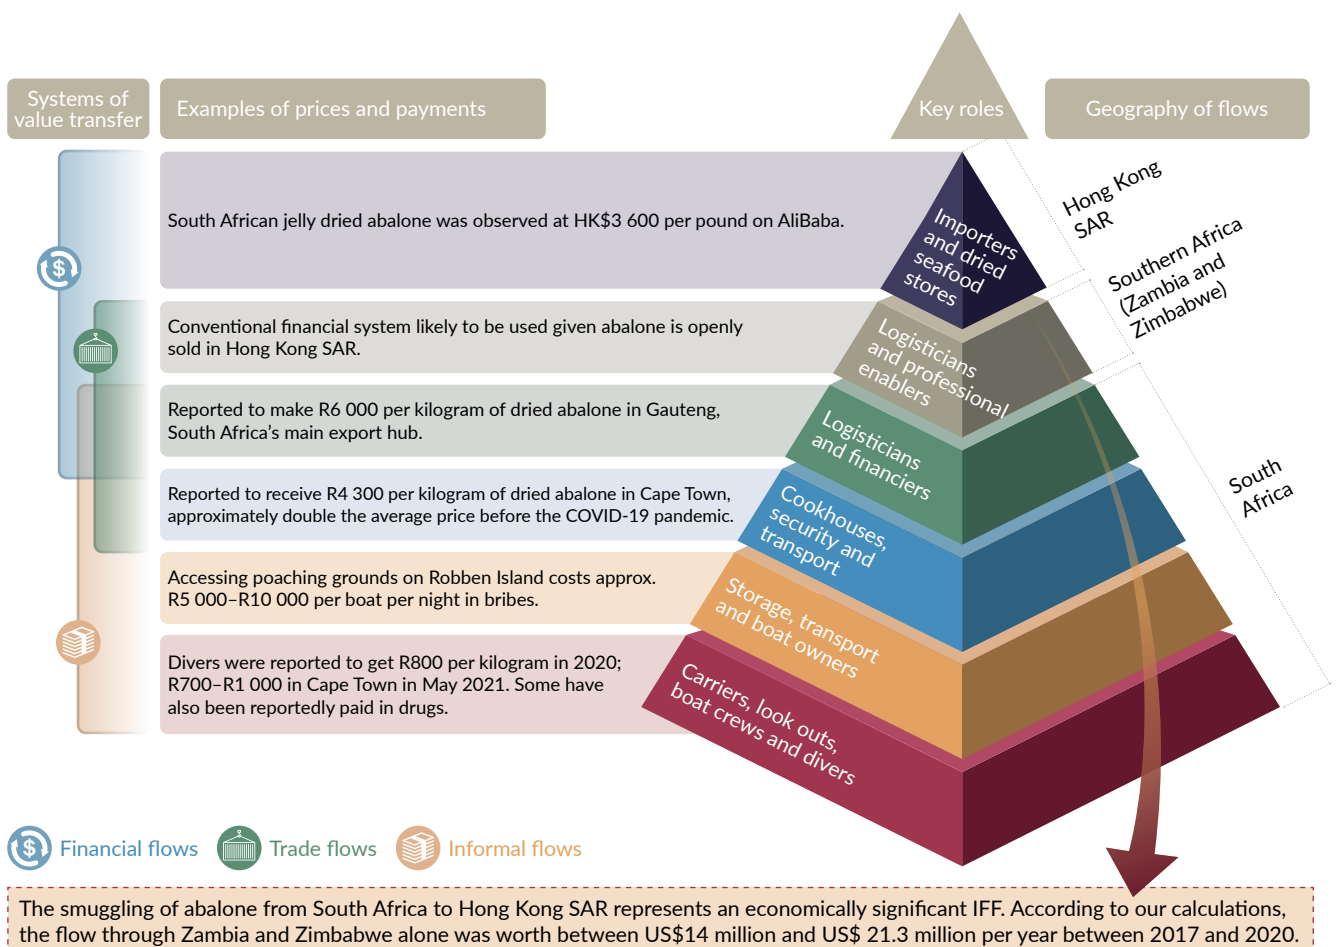 Systems of
value transfer
Examples of prices and payments
Key roles
Geography of flows
South African jelly dried abalone was observed at HK$3 600 per pound on AliBaba.
Importers
and dried
seafood
stores
Hong Kong
SAR
Conventional financial system likely to be used given abalone is openly
sold in Hong Kong SAR.
Logisticians
and professional
enablers
Southern Africa
(Zambia and
Zimbabwe)
Reported to make R6 000 per kilogram of dried abalone in Gauteng,
South Africa’s main export hub.
Logisticians
and financiers
South
Africa
Reported to receive R4 300 per kilogram of dried abalone in Cape Town,
approximately double the average price before the COVID-19 pandemic.
Cookhouses,
security and
transport
Accessing poaching grounds on Robben Island costs approx.
R5 000–R10 000 per boat per night in bribes.
Storage, transport
and boat owners
Divers were reported to get R800 per kilogram in 2020;
R700–R1 000 in Cape Town in May 2021. Some have
also been reportedly paid in drugs.
Carriers, look outs,
boat crews and divers
$
$
Financial flows
Trade flows
Informal flows
The smuggling of abalone from South Africa to Hong Kong SAR represents an economically significant IFF. According to our calculations,
the flow through Zambia and Zimbabwe alone was worth between US$14 million and US$ 21.3 million per year between 2017 and 2020.